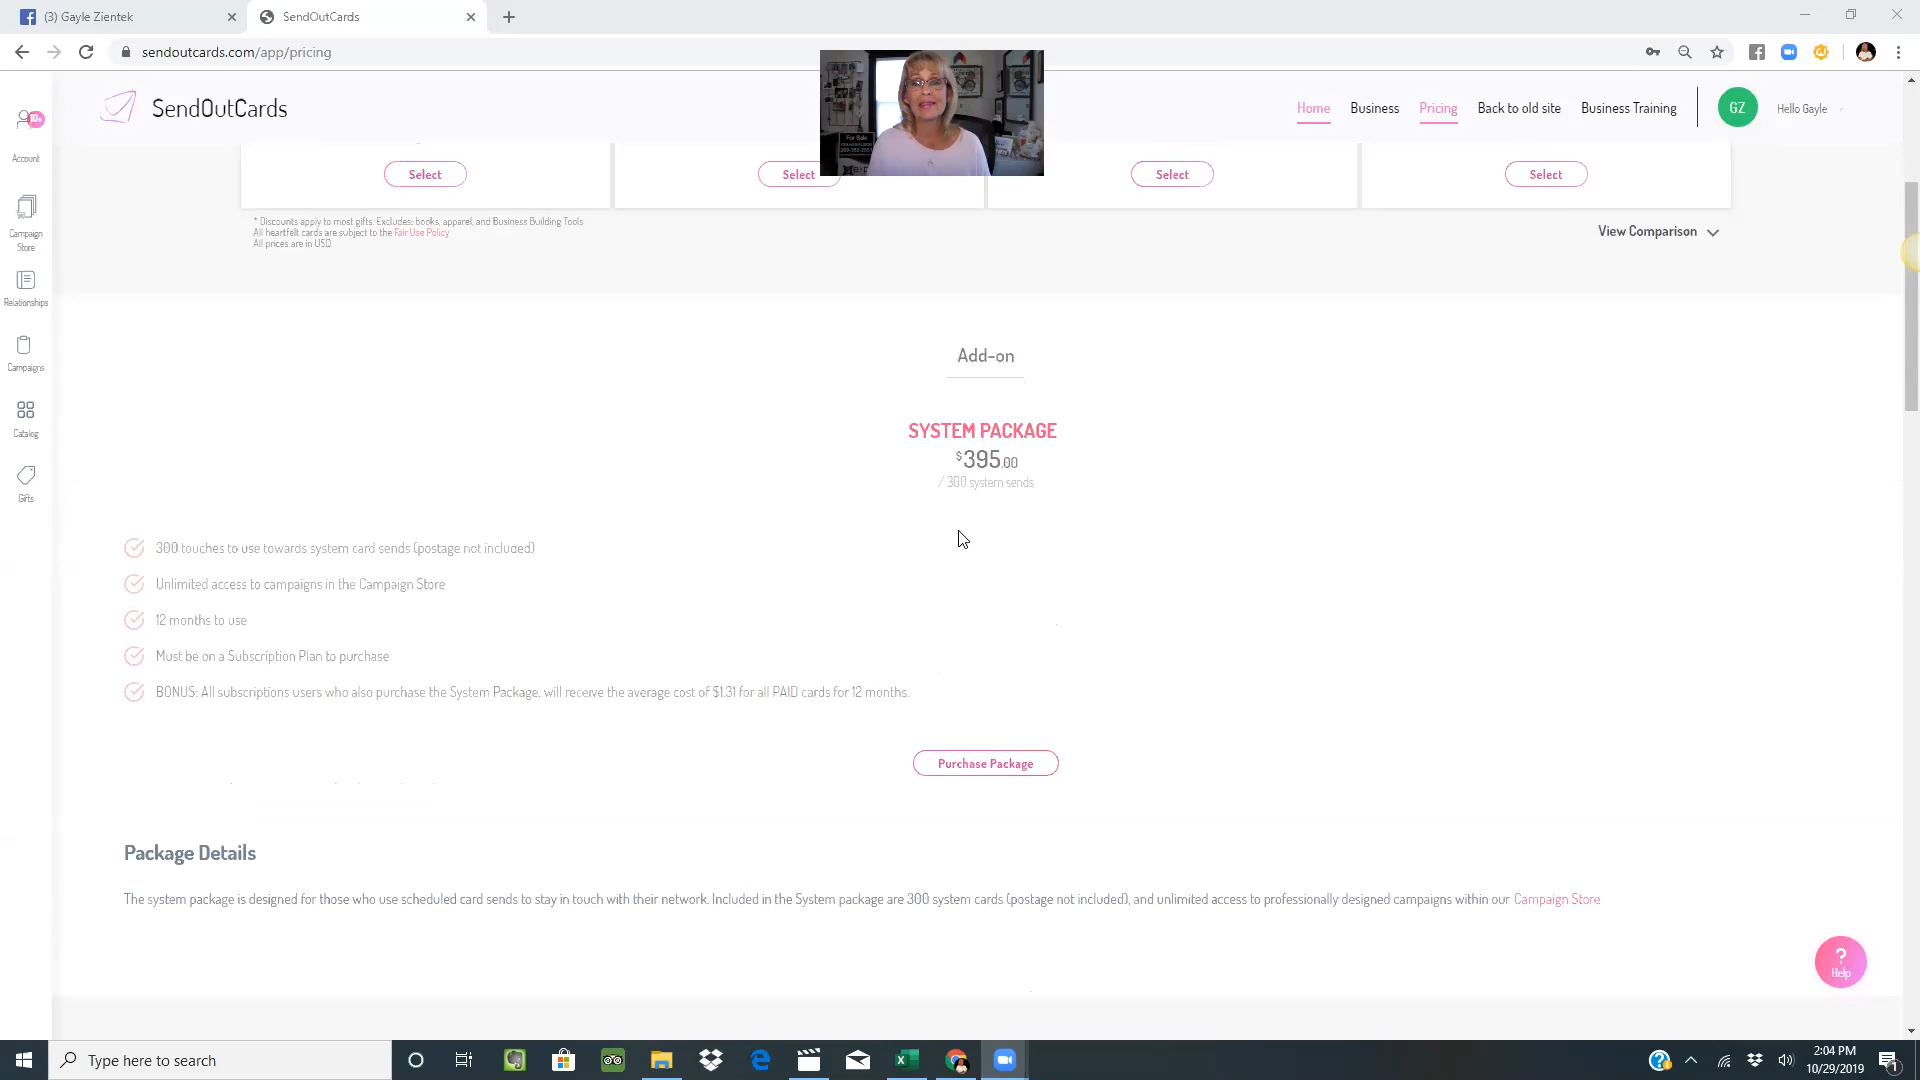 (3) Gayle Zientek
SendOutCards
sendoutcards.com/app/pricing
SendOutCards
Home
Business
Pricing
Back to old site
Business Training
GZ
Hello Gayle
10+
Account
Campaign
Store
Relationships
Campaigns
Catalog
Gifts
For Sale
Select
Select
Select
Select
* Discounts apply to most gifts. Excludes: books, apparel, and Business Building Tools
All heartfelt cards are subject to the Fair Use Policy
All prices are in USD
View Comparison
Add-on
SYSTEM PACKAGE
$395.00
/ 300 system sends
300 touches to use towards system card sends (postage not included)
Unlimited access to campaigns in the Campaign Store
12 months to use
Must be on a Subscription Plan to purchase
BONUS: All subscriptions users who also purchase the System Package, will receive the average cost of $1.31 for all PAID cards for 12 months.
Purchase Package
Package Details
The system package is designed for those who use scheduled card sends to stay in touch with their network. Included in the System package are 300 system cards (postage not included), and unlimited access to professionally designed campaigns within our Campaign Store
?
Help
Type here to search
2:04 PM
10/29/2019
1